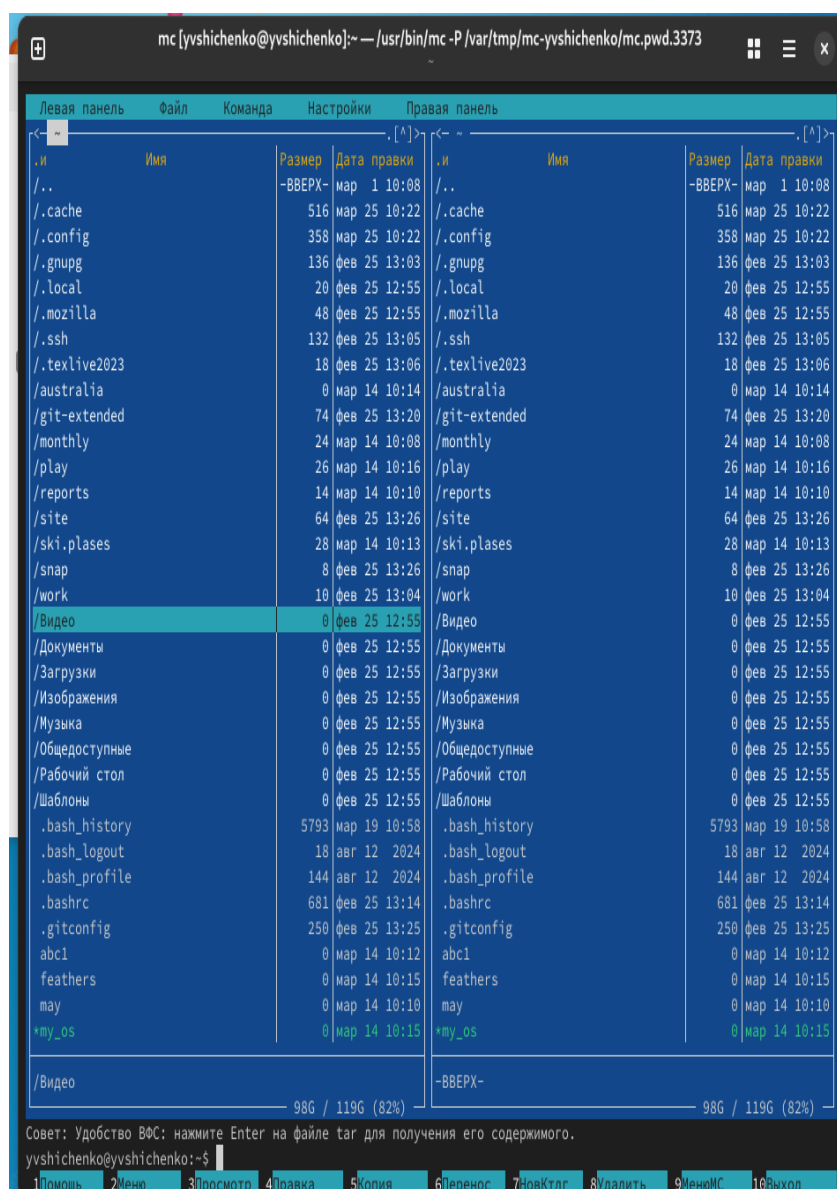 mc [yvshichenko@yvshichenko]:~ — /usr/bin/mc -P /var/tmp/mc-yvshichenko/mc.pwd.3373
~
Левая панель Файл Команда Настройки Правая панель
<— ~ .[^]> <— ~ .[^]>
.и Имя Размер Дата правки .и Имя Размер Дата правки
/.. -ВВЕРХ- мар 1 10:08 /.. -ВВЕРХ- мар 1 10:08
/.cache 516 мар 25 10:22 /.cache 516 мар 25 10:22
/.config 358 мар 25 10:22 /.config 358 мар 25 10:22
/.gnupg 136 фев 25 13:03 /.gnupg 136 фев 25 13:03
/.local 20 фев 25 12:55 /.local 20 фев 25 12:55
/.mozilla 48 фев 25 12:55 /.mozilla 48 фев 25 12:55
/.ssh 132 фев 25 13:05 /.ssh 132 фев 25 13:05
/.texlive2023 18 фев 25 13:06 /.texlive2023 18 фев 25 13:06
/australia 0 мар 14 10:14 /australia 0 мар 14 10:14
/git-extended 74 фев 25 13:20 /git-extended 74 фев 25 13:20
/monthly 24 мар 14 10:08 /monthly 24 мар 14 10:08
/play 26 мар 14 10:16 /play 26 мар 14 10:16
/reports 14 мар 14 10:10 /reports 14 мар 14 10:10
/site 64 фев 25 13:26 /site 64 фев 25 13:26
/ski.plases 28 мар 14 10:13 /ski.plases 28 мар 14 10:13
/snap 8 фев 25 13:26 /snap 8 фев 25 13:26
/work 10 фев 25 13:04 /work 10 фев 25 13:04
/Видео 0 фев 25 12:55 /Видео 0 фев 25 12:55
/Документы 0 фев 25 12:55 /Документы 0 фев 25 12:55
/Загрузки 0 фев 25 12:55 /Загрузки 0 фев 25 12:55
/Изображения 0 фев 25 12:55 /Изображения 0 фев 25 12:55
/Музыка 0 фев 25 12:55 /Музыка 0 фев 25 12:55
/Общедоступные 0 фев 25 12:55 /Общедоступные 0 фев 25 12:55
/Рабочий стол 0 фев 25 12:55 /Рабочий стол 0 фев 25 12:55
/Шаблоны 0 фев 25 12:55 /Шаблоны 0 фев 25 12:55
.bash_history 5793 мар 19 10:58 .bash_history 5793 мар 19 10:58
.bash_logout 18 авг 12 2024 .bash_logout 18 авг 12 2024
.bash_profile 144 авг 12 2024 .bash_profile 144 авг 12 2024
.bashrc 681 фев 25 13:14 .bashrc 681 фев 25 13:14
.gitconfig 250 фев 25 13:25 .gitconfig 250 фев 25 13:25
abc1 0 мар 14 10:12 abc1 0 мар 14 10:12
feathers 0 мар 14 10:15 feathers 0 мар 14 10:15
may 0 мар 14 10:10 may 0 мар 14 10:10
*my_os 0 мар 14 10:15 *my_os 0 мар 14 10:15
/Видео -ВВЕРХ-
98G / 119G (82%) 98G / 119G (82%)
Совет: Удобство ВФС: нажмите Enter на файле tar для получения его содержимого.
yvshichenko@yvshichenko:~$
1Помощь 2Меню 3Просмотр 4Правка 5Копия 6Перенос 7НовКтлг 8Удалить 9МенюМС 10Выход